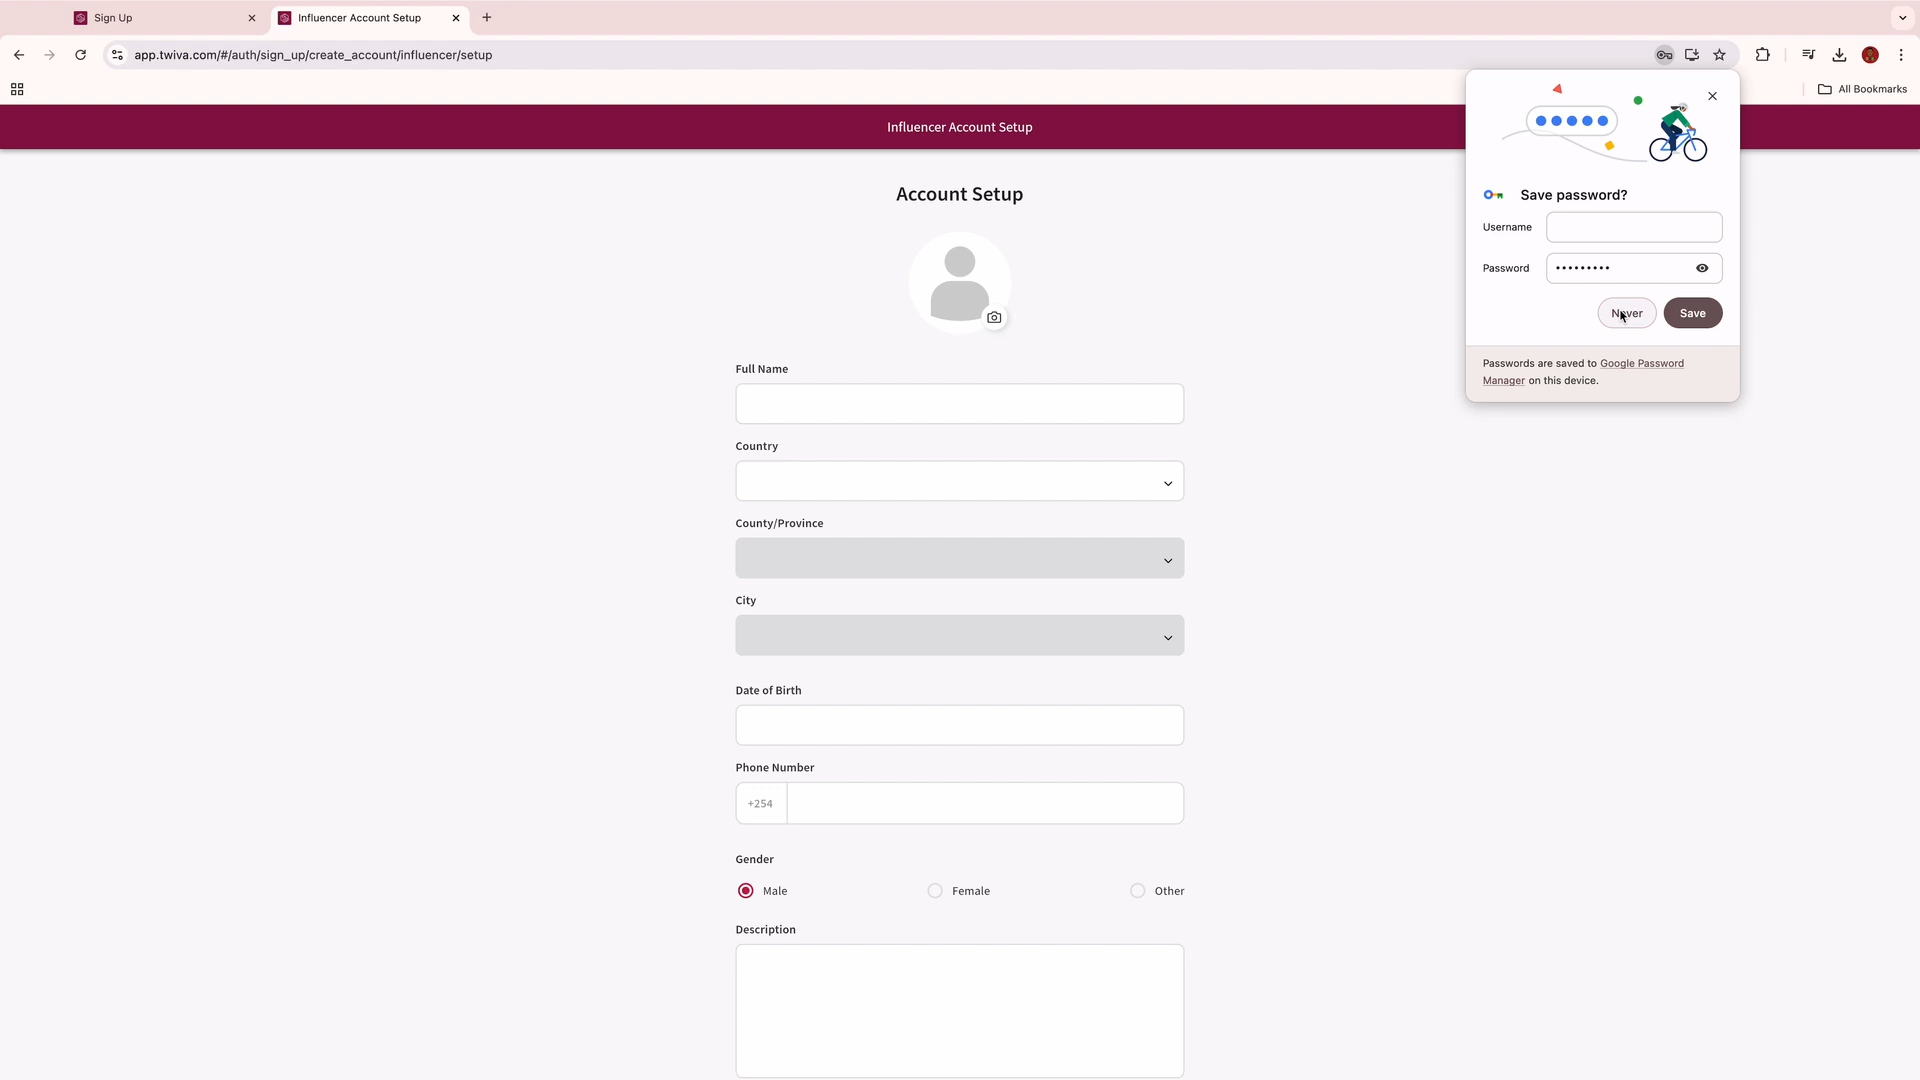 Sign Up
Influencer Account Setup
app.twiva.com/#/auth/sign_up/create_account/influencer/setup
All Bookmarks
Influencer Account Setup
Save password?
Username
Password
•••••••••
Never
Save
Passwords are saved to Google Password
Manager on this device.
Account Setup
Full Name
Country
County/Province
City
Date of Birth
Phone Number
+254
Gender
Male
Female
Other
Description